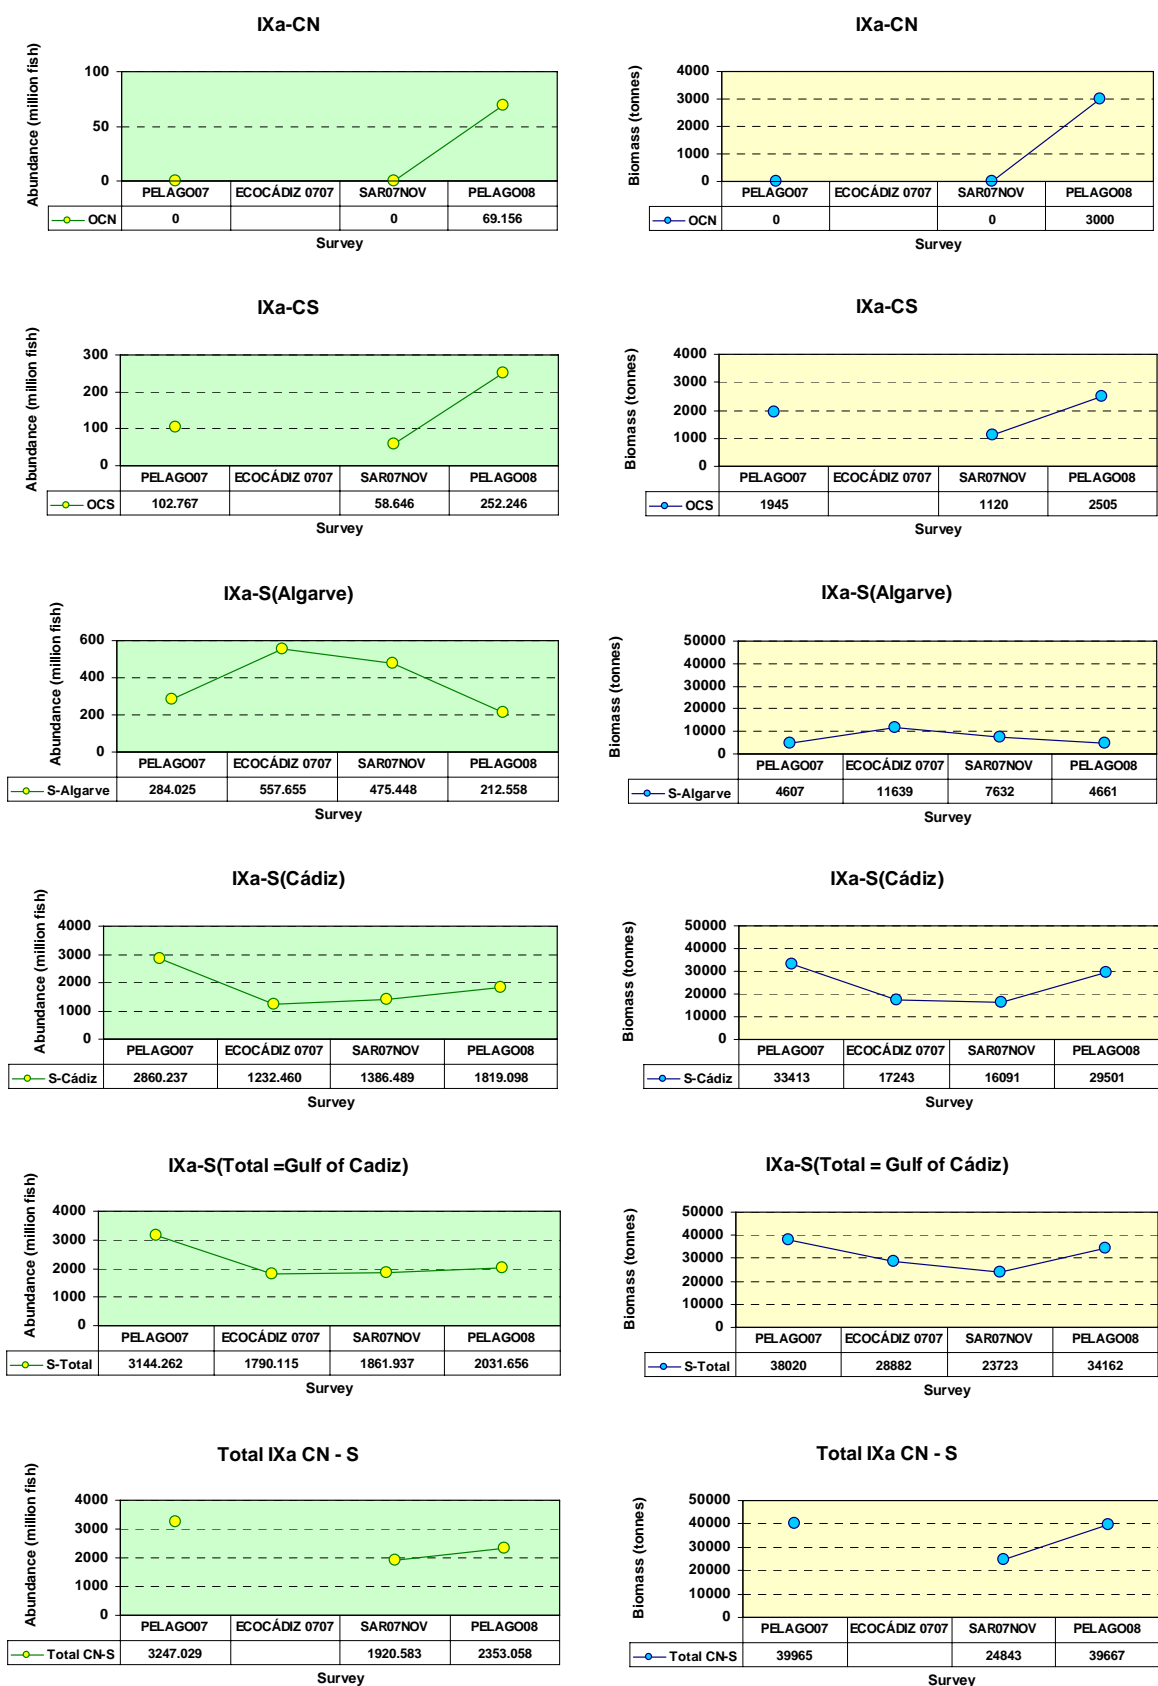 IXa-CN
Abundance (million fish)
100
50
0
PELAGO07 ECOCÁDIZ 0707 SAR07NOV PELAGO08
OCN 0 0 69.156
Survey
IXa-CN
Biomass (tonnes)
4000
3000
2000
1000
0
PELAGO07 ECOCÁDIZ 0707 SAR07NOV PELAGO08
OCN 0 0 3000
Survey
IXa-CS
Abundance (million fish)
300
200
100
0
PELAGO07 ECOCÁDIZ 0707 SAR07NOV PELAGO08
OCS 102.767 58.646 252.246
Survey
IXa-CS
Biomass (tonnes)
4000
3000
2000
1000
0
PELAGO07 ECOCÁDIZ 0707 SAR07NOV PELAGO08
OCS 1945 1120 2505
Survey
IXa-S(Algarve)
Abundance (million fish)
600
400
200
0
PELAGO07 ECOCÁDIZ 0707 SAR07NOV PELAGO08
S-Algarve 284.025 557.655 475.448 212.558
Survey
IXa-S(Algarve)
Biomass (tonnes)
50000
40000
30000
20000
10000
0
PELAGO07 ECOCÁDIZ 0707 SAR07NOV PELAGO08
S-Algarve 4607 11639 7632 4661
Survey
IXa-S(Cádiz)
Abundance (million fish)
4000
3000
2000
1000
0
PELAGO07 ECOCÁDIZ 0707 SAR07NOV PELAGO08
S-Cádiz 2860.237 1232.460 1386.489 1819.098
Survey
IXa-S(Cádiz)
Biomass (tonnes)
50000
40000
30000
20000
10000
0
PELAGO07 ECOCÁDIZ 0707 SAR07NOV PELAGO08
S-Cádiz 33413 17243 16091 29501
Survey
IXa-S(Total =Gulf of Cadiz)
Abundance (million fish)
4000
3000
2000
1000
0
PELAGO07 ECOCÁDIZ 0707 SAR07NOV PELAGO08
S-Total 3144.262 1790.115 1861.937 2031.656
Survey
IXa-S(Total = Gulf of Cádiz)
Biomass (tonnes)
50000
40000
30000
20000
10000
0
PELAGO07 ECOCÁDIZ 0707 SAR07NOV PELAGO08
S-Total 38020 28882 23723 34162
Survey
Total IXa CN - S
Abundance (million fish)
4000
3000
2000
1000
0
PELAGO07 ECOCÁDIZ 0707 SAR07NOV PELAGO08
Total CN-S 3247.029 1920.583 2353.058
Survey
Total IXa CN - S
Biomass (tonnes)
50000
40000
30000
20000
10000
0
PELAGO07 ECOCÁDIZ 0707 SAR07NOV PELAGO08
Total CN-S 39965 24843 39667
Survey